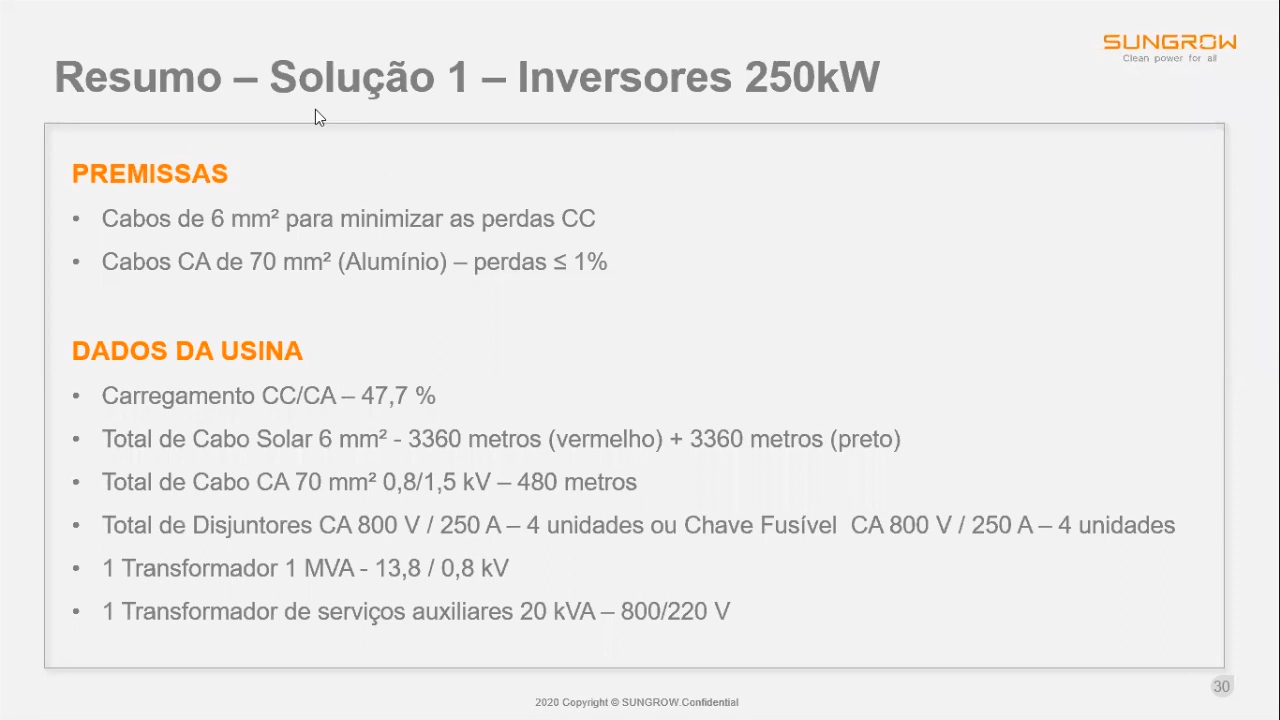 SUNGROW
Clean power for all
Resumo – Solução 1 – Inversores 250kW
PREMISSAS
• Cabos de 6 mm² para minimizar as perdas CC
• Cabos CA de 70 mm² (Alumínio) – perdas ≤ 1%
DADOS DA USINA
• Carregamento CC/CA – 47,7 %
• Total de Cabo Solar 6 mm² - 3360 metros (vermelho) + 3360 metros (preto)
• Total de Cabo CA 70 mm² 0,8/1,5 kV – 480 metros
• Total de Disjuntores CA 800 V / 250 A – 4 unidades ou Chave Fusível  CA 800 V / 250 A – 4 unidades
• 1 Transformador 1 MVA - 13,8 / 0,8 kV
• 1 Transformador de serviços auxiliares 20 kVA – 800/220 V
30
2020 Copyright © SUNGROW.Confidential